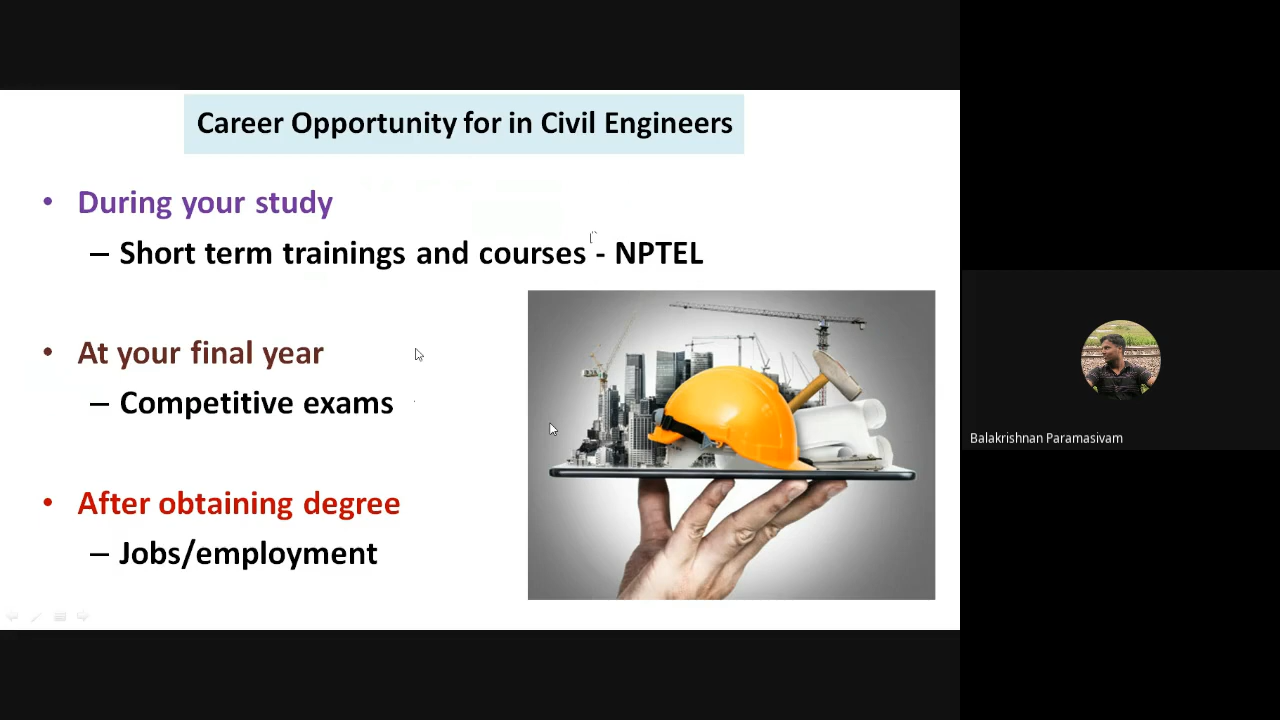 Career Opportunity for in Civil Engineers
• During your study
– Short term trainings and courses - NPTEL
• At your final year
– Competitive exams
• After obtaining degree
– Jobs/employment
Balakrishnan Paramasivam